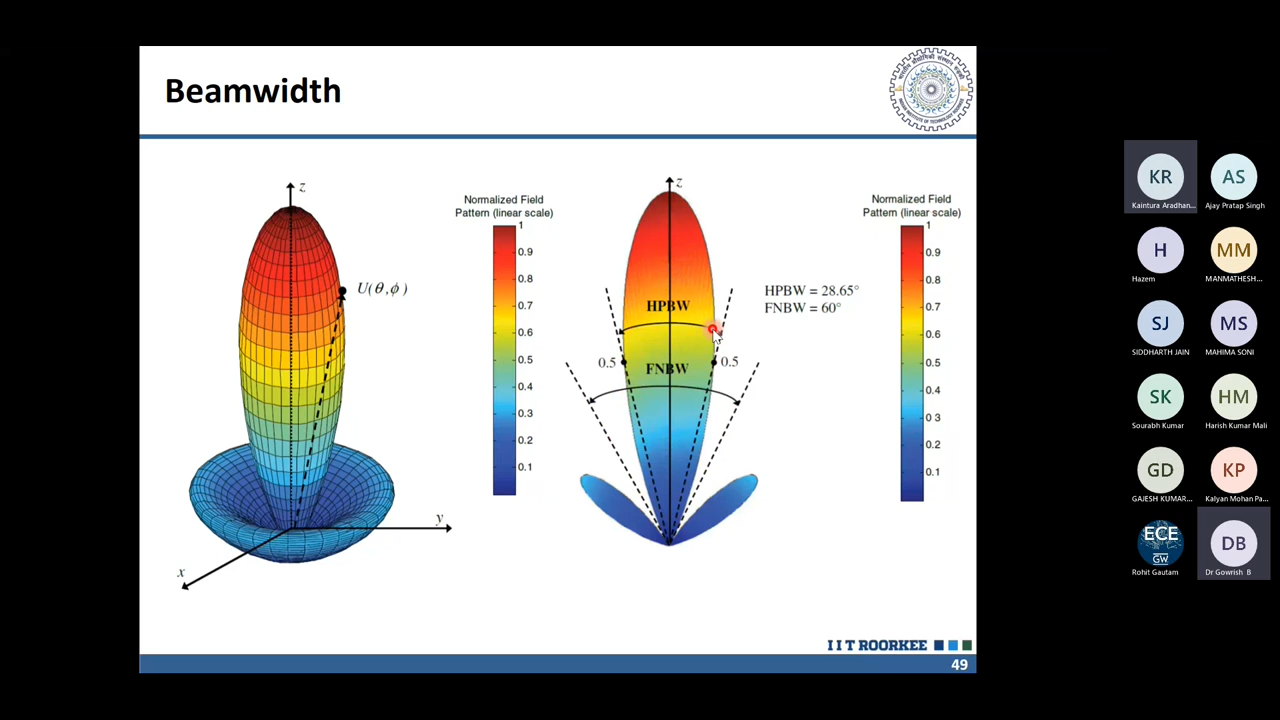 Beamwidth
z
Normalized Field
Pattern (linear scale)
1
0.9
0.8
0.7
0.6
0.5
0.4
0.3
0.2
0.1
U(θ,ϕ)
y
x
z
HPBW
0.5
0.5
FNBW
HPBW = 28.65°
FNBW = 60°
Normalized Field
Pattern (linear scale)
1
0.9
0.8
0.7
0.6
0.5
0.4
0.3
0.2
0.1
I I T ROORKEE
49
KR
Kaintura Aradhan...
AS
Ajay Pratap Singh
H
Hazem
MM
MANMATHESH...
SJ
SIDDHARTH JAIN
MS
MAHIMA SONI
SK
Sourabh Kumar
HM
Harish Kumar Mali
GD
GAJESH KUMAR...
KP
Kalyan Mohan Pa...
ECE
GW
Rohit Gautam
DB
Dr Gowrish B